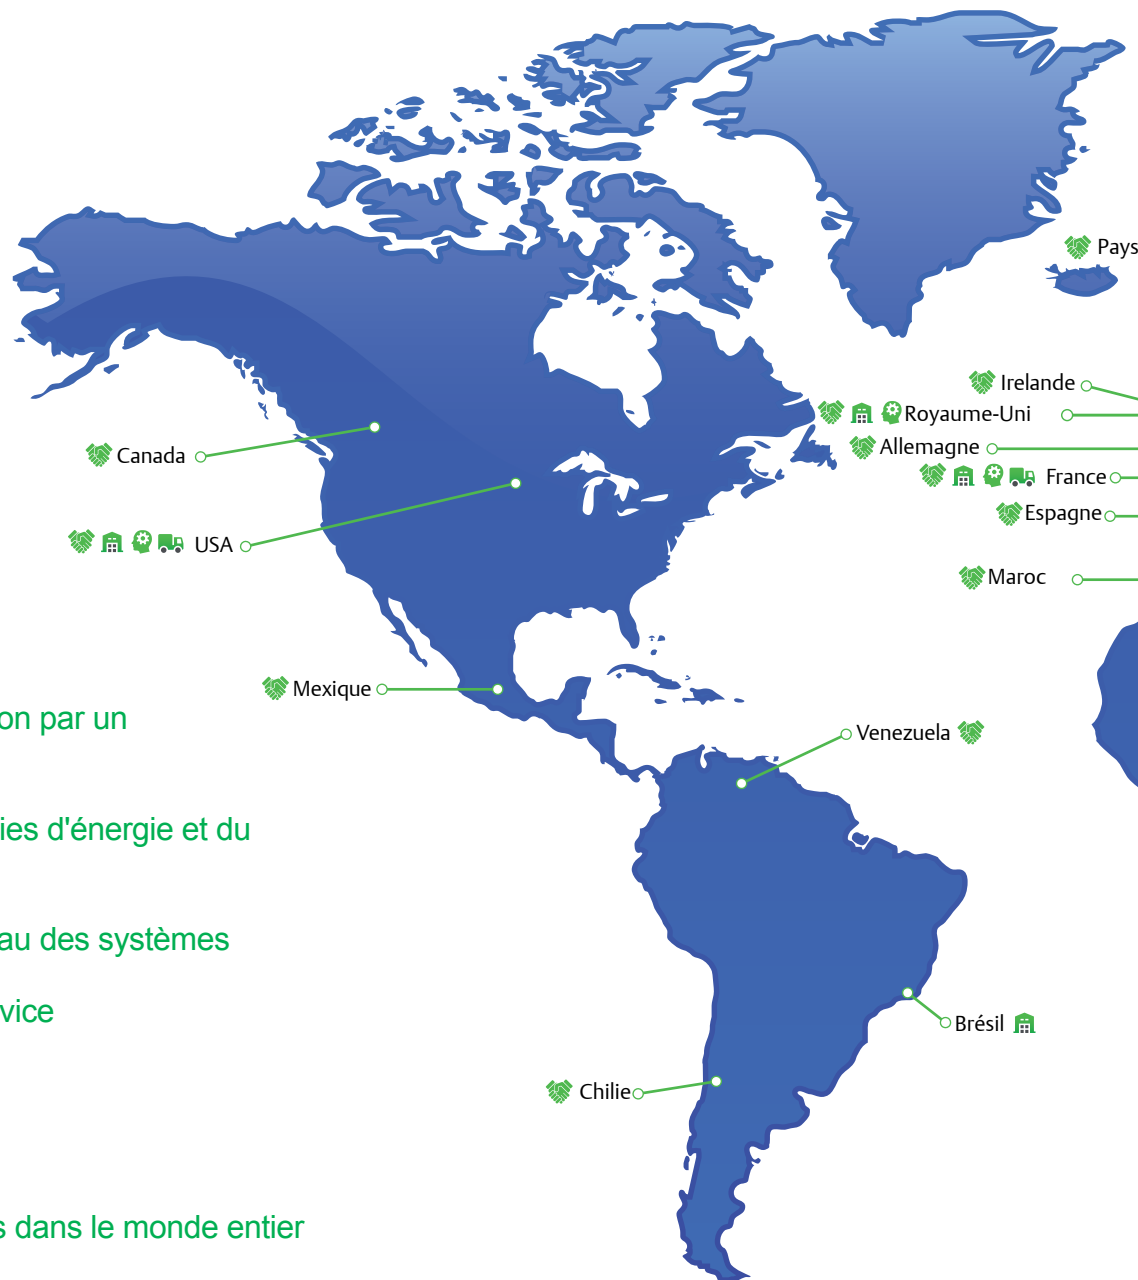 Pays
Irelande
Royaume-Uni
Allemagne
Canada
France
Espagne
USA
Maroc
Mexique
on par un
Venezuela
ies d'énergie et du
au des systèmes
vice
Brésil
Chilie
s dans le monde entier